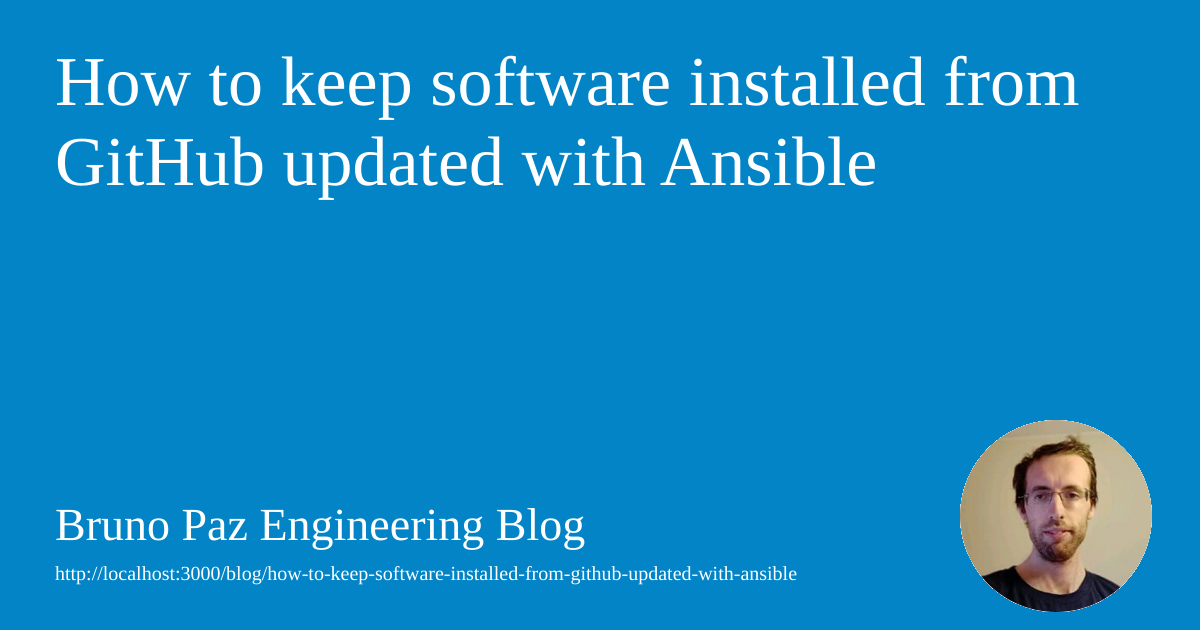 How to keep software installed from
GitHub updated with Ansible
Bruno Paz Engineering Blog
http://localhost:3000/blog/how-to-keep-software-installed-from-github-updated-with-ansible